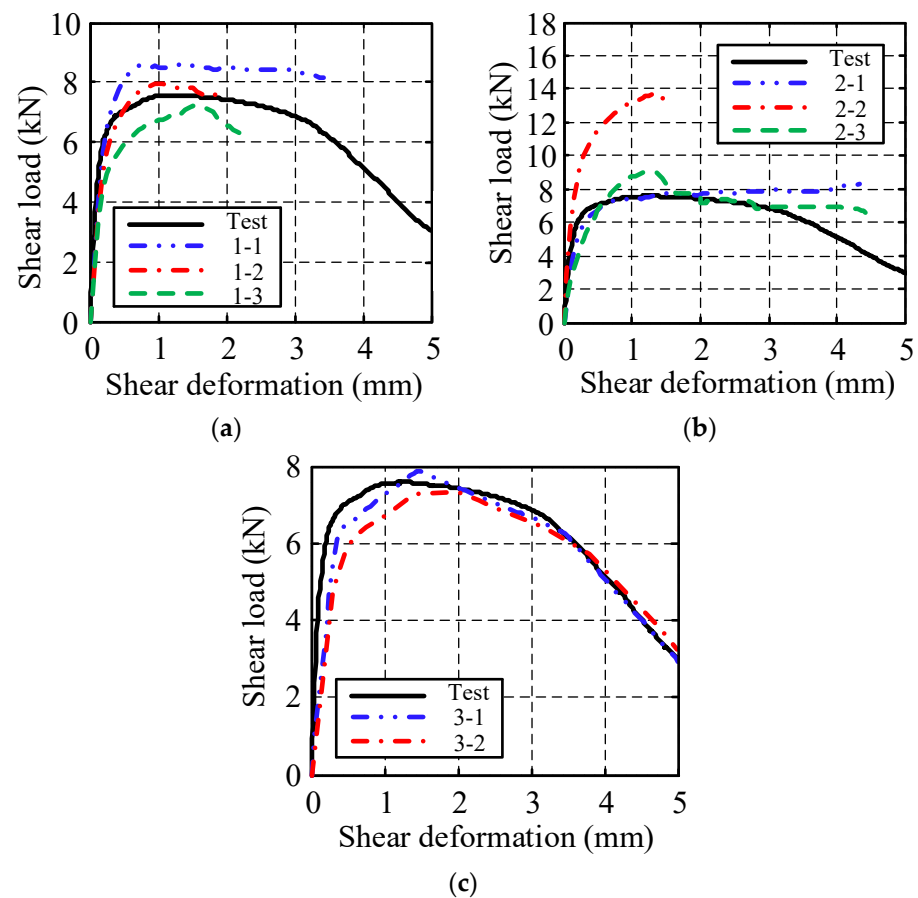 Shear load (kN)
10
8
6
4
2
0
Test
1-1
1-2
1-3
0 1 2 3 4 5
Shear deformation (mm)
(a)
Shear load (kN)
18
16
14
12
10
8
6
4
2
0
Test
2-1
2-2
2-3
0 1 2 3 4 5
Shear deformation (mm)
(b)
Shear load (kN)
8
6
4
2
0
Test
3-1
3-2
0 1 2 3 4 5
Shear deformation (mm)
(c)